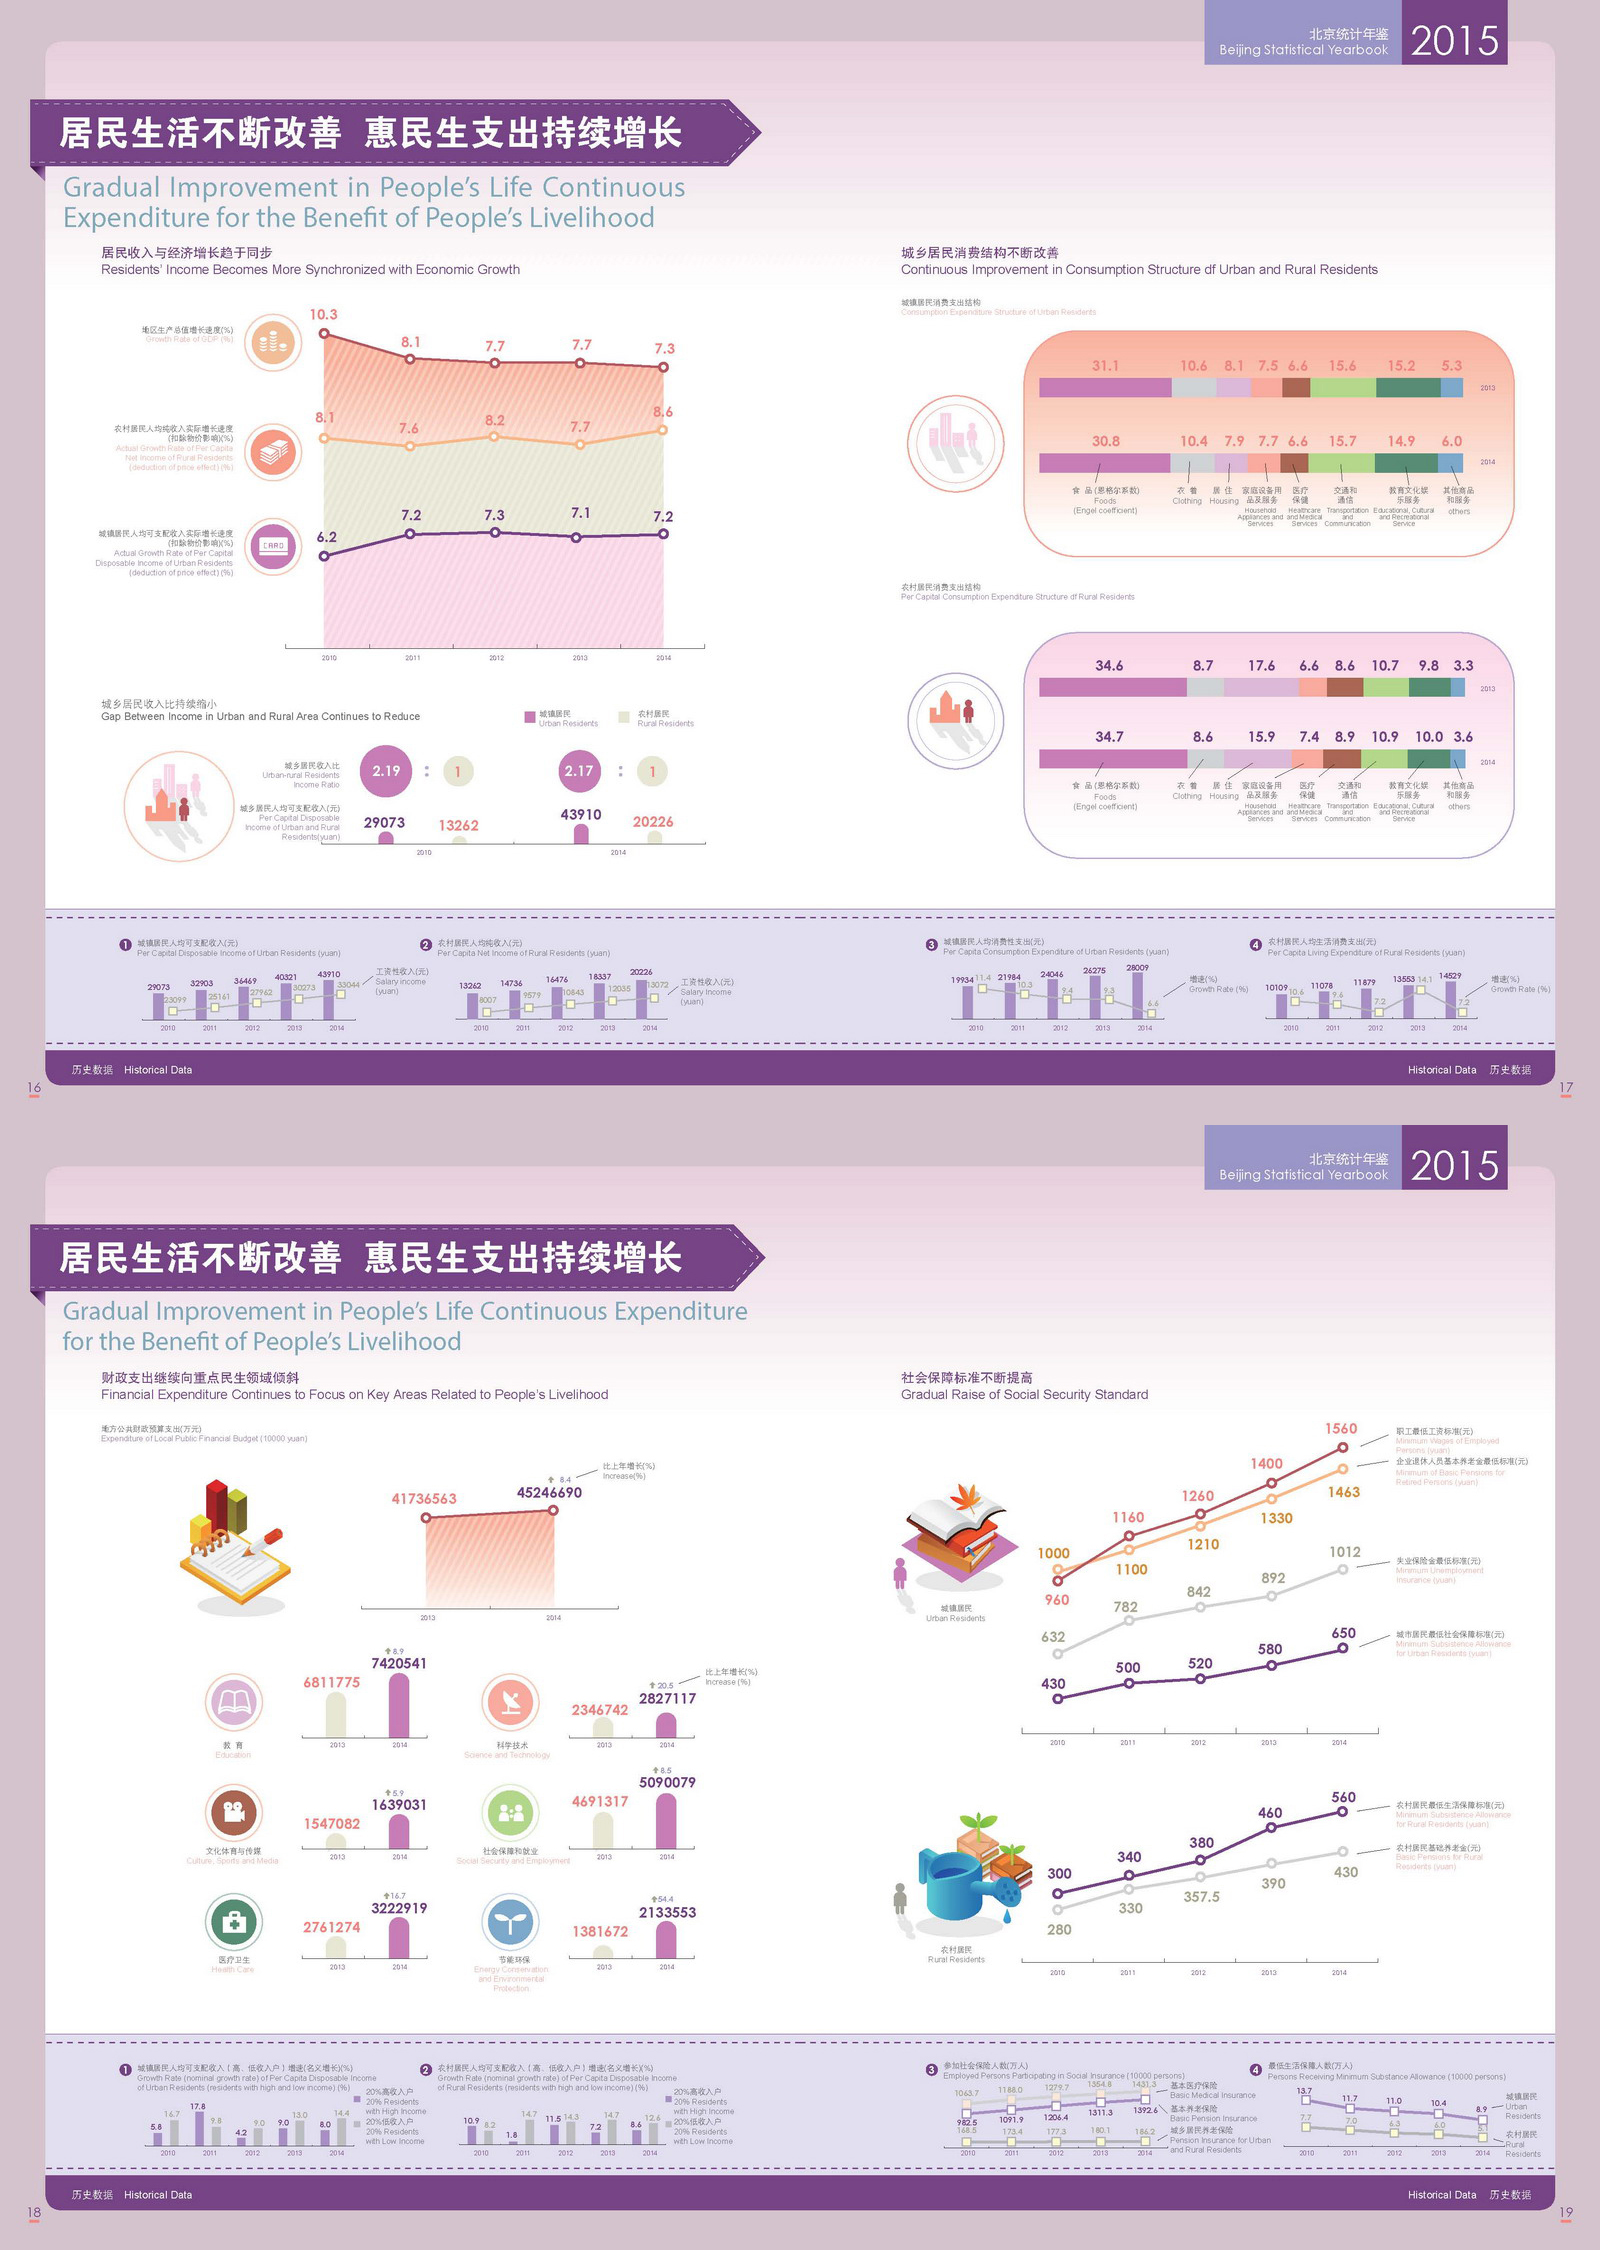 北京统计年鉴
Beijing Statistical Yearbook
2015
居民生活不断改善 惠民生支出持续增长
Gradual Improvement in People's Life Continuous
Expenditure for the Benefit of People's Livelihood
居民收入与经济增长趋于同步
Residents' Income Becomes More Synchronized with Economic Growth
地区生产总值增长速度(%)
Growth Rate of GDP (%)
10.3 8.1 7.7 7.7 7.3
农村居民人均纯收入实际增长速度
(扣除物价影响)(%)
Actual Growth Rate of Per Capita
Net Income of Rural Residents
(deduction of price effect) (%)
8.1 7.6 8.2 7.7 8.6
城镇居民人均可支配收入实际增长速度
(扣除物价影响)(%)
Actual Growth Rate of Per Capital
Disposable Income of Urban Residents
(deduction of price effect) (%)
CARD
6.2 7.2 7.3 7.1 7.2
2010 2011 2012 2013 2014
城乡居民收入比持续缩小
Gap Between Income in Urban and Rural Area Continues to Reduce
城镇居民
Urban Residents
农村居民
Rural Residents
城乡居民收入比
Urban-rural Residents
Income Ratio
2.19 : 1 2.17 : 1
城乡居民人均可支配收入(元)
Per Capital Disposable
Income of Urban and Rural
Residents(yuan)
29073 13262 43910 20226
2010 2014
城乡居民消费结构不断改善
Continuous Improvement in Consumption Structure df Urban and Rural Residents
城镇居民消费支出结构
Consumption Expenditure Structure of Urban Residents
31.1 10.6 8.1 7.5 6.6 15.6 15.2 5.3
2013
30.8 10.4 7.9 7.7 6.6 15.7 14.9 6.0
2014
食 品 (恩格尔系数)
Foods
(Engel coefficient)
衣 着
Clothing
居 住
Housing
家庭设备用
品及服务
Household
Appliances and
Services
医疗
保健
Healthcare
and Medical
Services
交通和
通信
Transportation
and
Communication
教育文化娱
乐服务
Educational, Cultural
and Recreational
Service
其他商品
和服务
others
农村居民消费支出结构
Per Capital Consumption Expenditure Structure df Rural Residents
34.6 8.7 17.6 6.6 8.6 10.7 9.8 3.3
2013
34.7 8.6 15.9 7.4 8.9 10.9 10.0 3.6
2014
食 品 (恩格尔系数)
Foods
(Engel coefficient)
衣 着
Clothing
居 住
Housing
家庭设备用
品及服务
Household
Appliances and
Services
医疗
保健
Healthcare
and Medical
Services
交通和
通信
Transportation
and
Communication
教育文化娱
乐服务
Educational, Cultural
and Recreational
Service
其他商品
和服务
others
1 城镇居民人均可支配收入(元)
Per Capital Disposable Income of Urban Residents (yuan)
29073 32903 36469 40321 43910
23099 25161 27962 30273 33044
工资性收入(元)
Salary income
(yuan)
2010 2011 2012 2013 2014
2 农村居民人均纯收入(元)
Per Capita Net Income of Rural Residents (yuan)
13262 14736 16476 18337 20226
8007 9579 10843 12035 13072
工资性收入(元)
Salary Income
(yuan)
2010 2011 2012 2013 2014
3 城镇居民人均消费性支出(元)
Per Capita Consumption Expenditure of Urban Residents (yuan)
19934 21984 24046 26275 28009
11.4 10.3 9.4 9.3 6.6
增速(%)
Growth Rate (%)
2010 2011 2012 2013 2014
4 农村居民人均生活消费支出(元)
Per Capital Living Expenditure of Rural Residents (yuan)
10109 11078 11879 13553 14529
10.6 9.6 7.2 14.1 7.2
增速(%)
Growth Rate (%)
2010 2011 2012 2013 2014
历史数据 Historical Data
Historical Data 历史数据
16
17
北京统计年鉴
Beijing Statistical Yearbook
2015
居民生活不断改善 惠民生支出持续增长
Gradual Improvement in People's Life Continuous Expenditure
for the Benefit of People's Livelihood
财政支出继续向重点民生领域倾斜
Financial Expenditure Continues to Focus on Key Areas Related to People's Livelihood
地方公共财政预算支出(万元)
Expenditure of Local Public Financial Budget (10000 yuan)
41736563
8.4
45246690
比上年增长(%)
Increase(%)
2013 2014
6811775
8.9
7420541
2013 2014
教 育
Education
2346742
20.5
2827117
比上年增长(%)
Increase (%)
2013 2014
科学技术
Science and Technology
1547082
5.9
1639031
2013 2014
文化体育与传媒
Culture, Sports and Media
4691317
8.5
5090079
2013 2014
社会保障和就业
Social Security and Employment
2761274
16.7
3222919
2013 2014
医疗卫生
Health Care
1381672
54.4
2133553
2013 2014
节能环保
Energy Conservation
and Environmental
Protection
社会保障标准不断提高
Gradual Raise of Social Security Standard
城镇居民
Urban Residents
960 1160 1260 1400 1560
职工最低工资标准(元)
Minimum Wages of Employed
Persons (yuan)
1000 1100 1210 1330 1463
企业退休人员基本养老金最低标准(元)
Minimum of Basic Pensions for
Retired Persons (yuan)
632 782 842 892 1012
失业保险金最低标准(元)
Minimum Unemployment
Insurance (yuan)
430 500 520 580 650
城市居民最低社会保障标准(元)
Minimum Subsistence Allowance
for Urban Residents (yuan)
2010 2011 2012 2013 2014
农村居民
Rural Residents
300 340 380 460 560
农村居民最低生活保障标准(元)
Minimum Subsistence Allowance
for Rural Residents (yuan)
280 330 357.5 390 430
农村居民基础养老金(元)
Basic Pensions for Rural
Residents (yuan)
2010 2011 2012 2013 2014
1 城镇居民人均可支配收入(高、低收入户)增速(名义增长)(%)
Growth Rate (nominal growth rate) of Per Capita Disposable Income
of Urban Residents (residents with high and low income) (%)
5.8 16.7 17.8 9.8 4.2 9.0 9.0 13.0 8.0 14.4
20%高收入户
20% Residents
with High Income
20%低收入户
20% Residents
with Low Income
2010 2011 2012 2013 2014
2 农村居民人均可支配收入(高、低收入户)增速(名义增长)(%)
Growth Rate (nominal growth rate) of Per Capita Disposable Income
of Rural Residents (residents with high and low income) (%)
10.9 8.2 1.8 14.7 11.5 14.3 7.2 14.7 8.6 12.6
20%高收入户
20% Residents
with High Income
20%低收入户
20% Residents
with Low Income
2010 2011 2012 2013 2014
3 参加社会保险人数(万人)
Employed Persons Participating in Social Insurance (10000 persons)
1063.7 1188.0 1279.7 1354.8 1431.3
基本医疗保险
Basic Medical Insurance
982.5 1091.9 1206.4 1311.3 1392.6
基本养老保险
Basic Pension Insurance
168.5 173.4 177.3 180.1 186.2
城乡居民养老保险
Pension Insurance for Urban
and Rural Residents
2010 2011 2012 2013 2014
4 最低生活保障人数(万人)
Persons Receiving Minimum Substance Allowance (10000 persons)
13.7 11.7 11.0 10.4 8.9
城镇居民
Urban
Residents
7.7 7.0 6.3 6.0 5.1
农村居民
Rural
Residents
2010 2011 2012 2013 2014
历史数据 Historical Data
Historical Data 历史数据
18
19